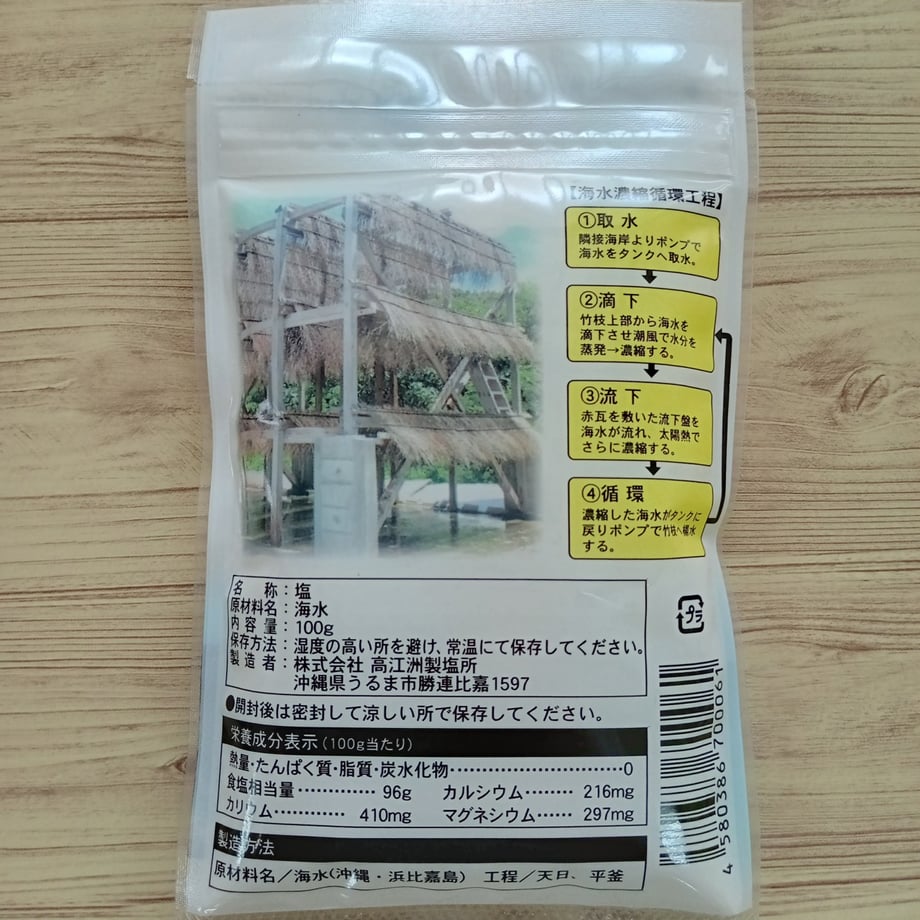 【海水濃縮循環工程】
①取水
隣接海岸よりポンプで
海水をタンクへ取水。
②滴下
竹枝上部から海水を
滴下させ潮風で水分を
蒸発→濃縮する。
③流下
赤瓦を敷いた流下盤を
海水が流れ、太陽熱で
さらに濃縮する。
④循環
濃縮した海水がタンクに
戻りポンプで竹枝へ揚水
する。
名称：塩
原材料名：海水
内容量：100g
保存方法：湿度の高い所を避け、常温にて保存してください。
製造者：株式会社 高江洲製塩所
沖縄県うるま市勝連比嘉1597
プラ
●開封後は密封して涼しい所で保存してください。
栄養成分表示(100g当たり)
熱量・たんぱく質・脂質・炭水化物……………………0
食塩相当量…………… 96g カルシウム……… 216mg
カリウム…………… 410mg マグネシウム…… 297mg
製造方法
原材料名／海水(沖縄・浜比嘉島) 工程／天日、平釜
4 580386 700061